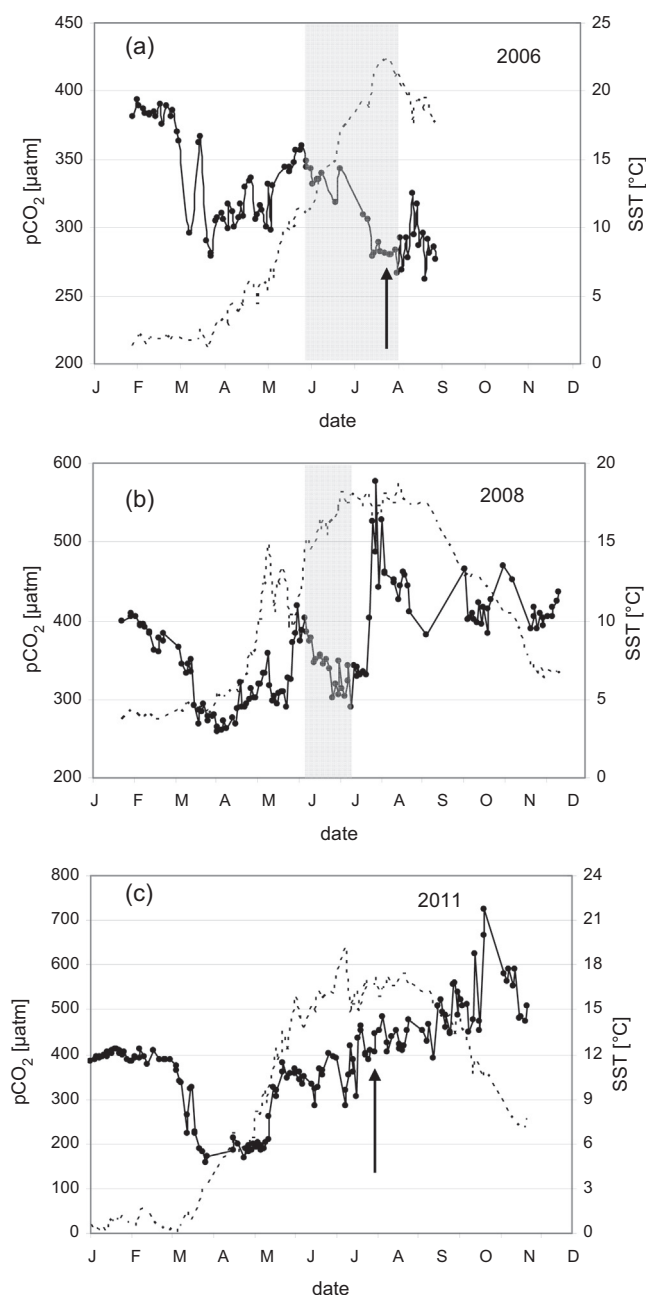 (a)
2006
450
400
350
300
250
200
pCO₂ [µatm]
25
20
15
10
5
0
SST [°C]
J F M A M J J A S O N D
date
(b)
2008
600
500
400
300
200
pCO₂ [µatm]
20
15
10
5
0
SST [°C]
J F M A M J J A S O N D
date
(c)
2011
800
700
600
500
400
300
200
100
0
pCO₂ [µatm]
24
21
18
15
12
9
6
3
0
SST [°C]
J F M A M J J A S O N D
date